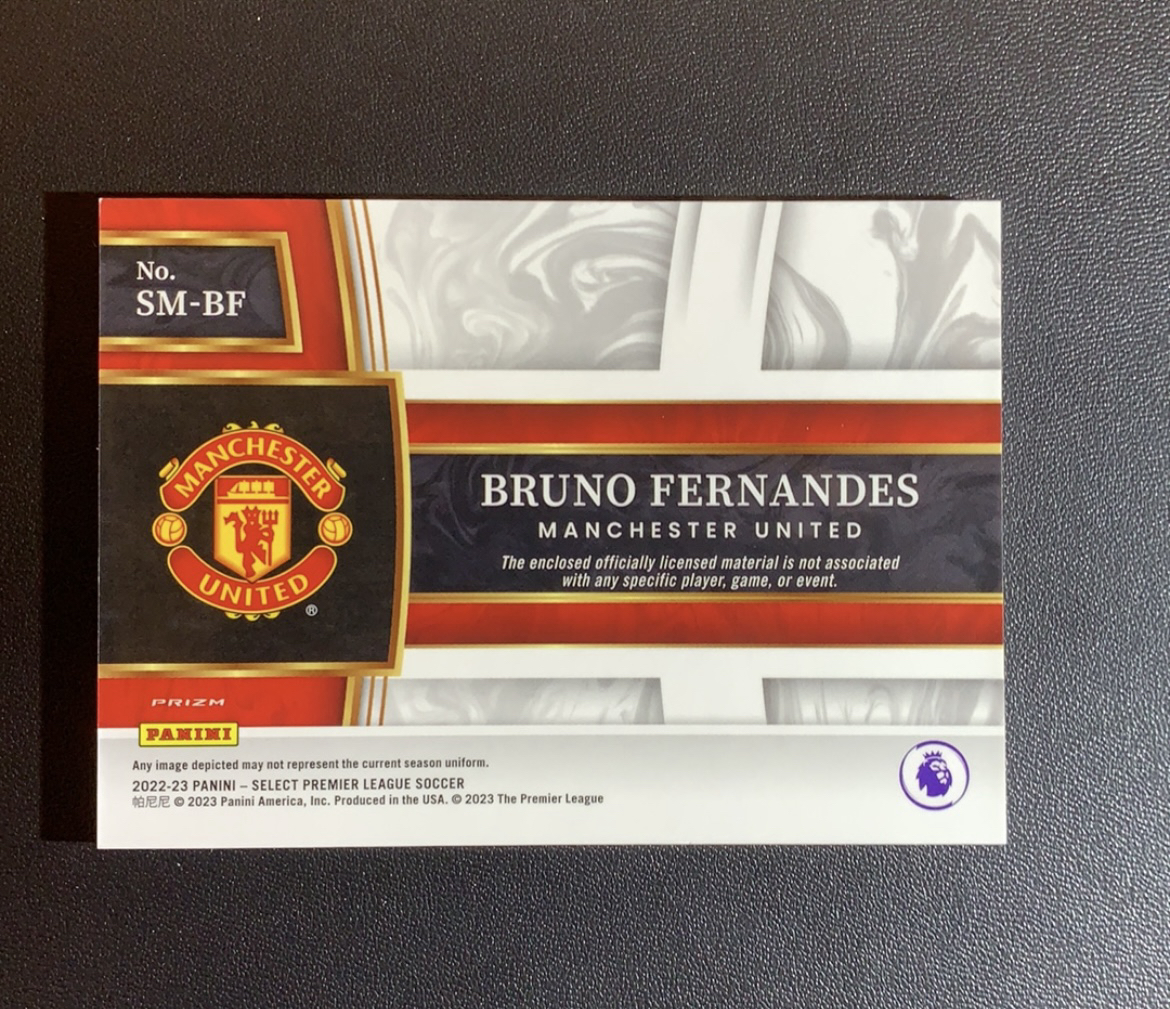 No.
SM-BF
MANCHESTER
UNITED
®
BRUNO FERNANDES
MANCHESTER UNITED
The enclosed officially licensed material is not associated
with any specific player, game, or event.
PRIZM
PANINI
Any image depicted may not represent the current season uniform.
2022-23 PANINI – SELECT PREMIER LEAGUE SOCCER
帕尼尼 © 2023 Panini America, Inc. Produced in the USA. © 2023 The Premier League